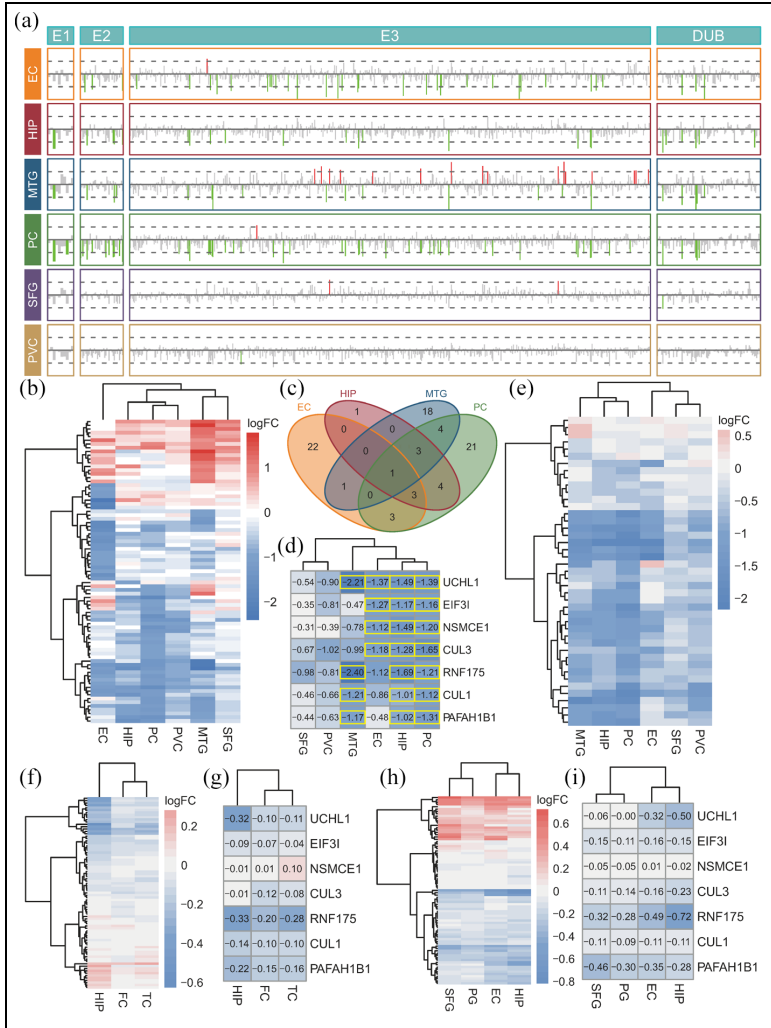 (a)
E1 E2 E3 DUB
EC
HIP
MTG
PC
SFG
PVC
(b)
logFC
1
0
−1
−2
EC HIP PC PVC MTG SFG
(c)
HIP MTG
EC PC
1 18
0 0 4
22 0 3 21
1
1 0 3 4
3
(d)
−0.54 −0.90 −2.21 −1.37 −1.49 −1.39 UCHL1
−0.35 −0.81 −0.47 −1.27 −1.17 −1.16 EIF3I
−0.31 −0.39 −0.78 −1.12 −1.49 −1.20 NSMCE1
−0.67 −1.02 −0.99 −1.18 −1.28 −1.65 CUL3
−0.98 −0.81 −2.40 −1.12 −1.69 −1.21 RNF175
−0.46 −0.66 −1.21 −0.86 −1.01 −1.12 CUL1
−0.44 −0.63 −1.17 −0.48 −1.02 −1.31 PAFAH1B1
SFG PVC MTG EC HIP PC
(e)
logFC
0.5
0
−0.5
−1
−1.5
−2
MTG HIP PC EC SFG PVC
(f)
logFC
0.2
0
−0.2
−0.4
−0.6
HIP FC TC
(g)
−0.32 −0.10 −0.11 UCHL1
−0.09 −0.07 −0.04 EIF3I
−0.01 0.01 0.10 NSMCE1
−0.01 −0.12 −0.08 CUL3
−0.33 −0.20 −0.28 RNF175
−0.14 −0.10 −0.10 CUL1
−0.22 −0.15 −0.16 PAFAH1B1
HIP FC TC
(h)
logFC
0.6
0.4
0.2
0
−0.2
−0.4
−0.6
−0.8
SFG PG EC HIP
(i)
−0.06 −0.00 −0.32 −0.50 UCHL1
−0.15 −0.11 −0.16 −0.15 EIF3I
−0.05 −0.05 0.01 −0.02 NSMCE1
−0.11 −0.14 −0.16 −0.23 CUL3
−0.32 −0.28 −0.49 −0.72 RNF175
−0.11 −0.09 −0.11 −0.11 CUL1
−0.46 −0.30 −0.35 −0.28 PAFAH1B1
SFG PG EC HIP